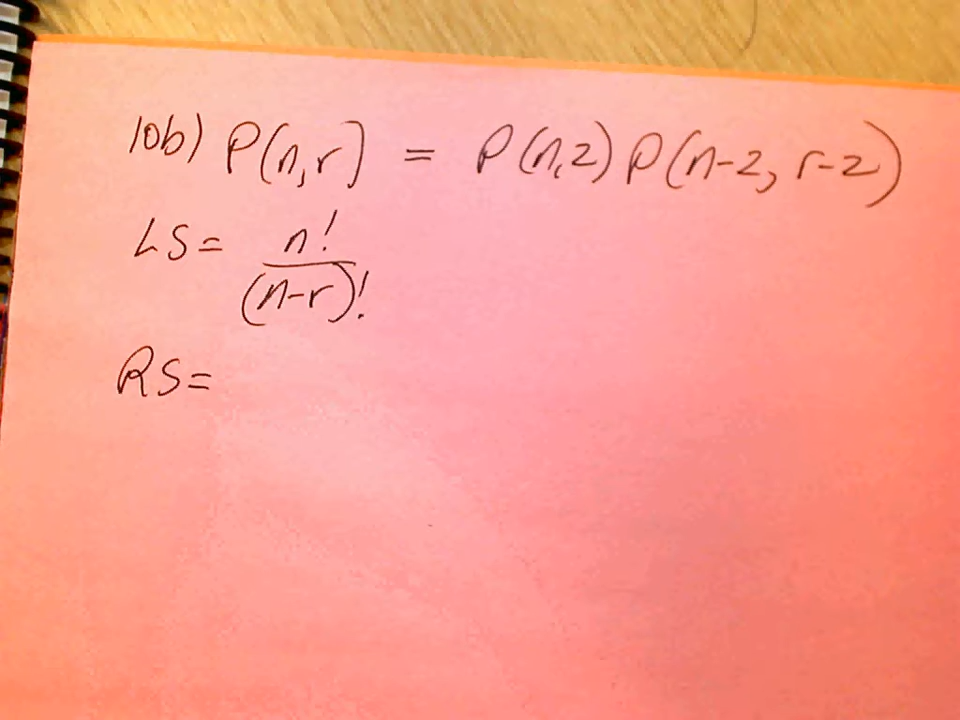 10b) P(n,r) = P(n,2) P(n-2, r-2)
LS = n!/(n-r)!
RS =